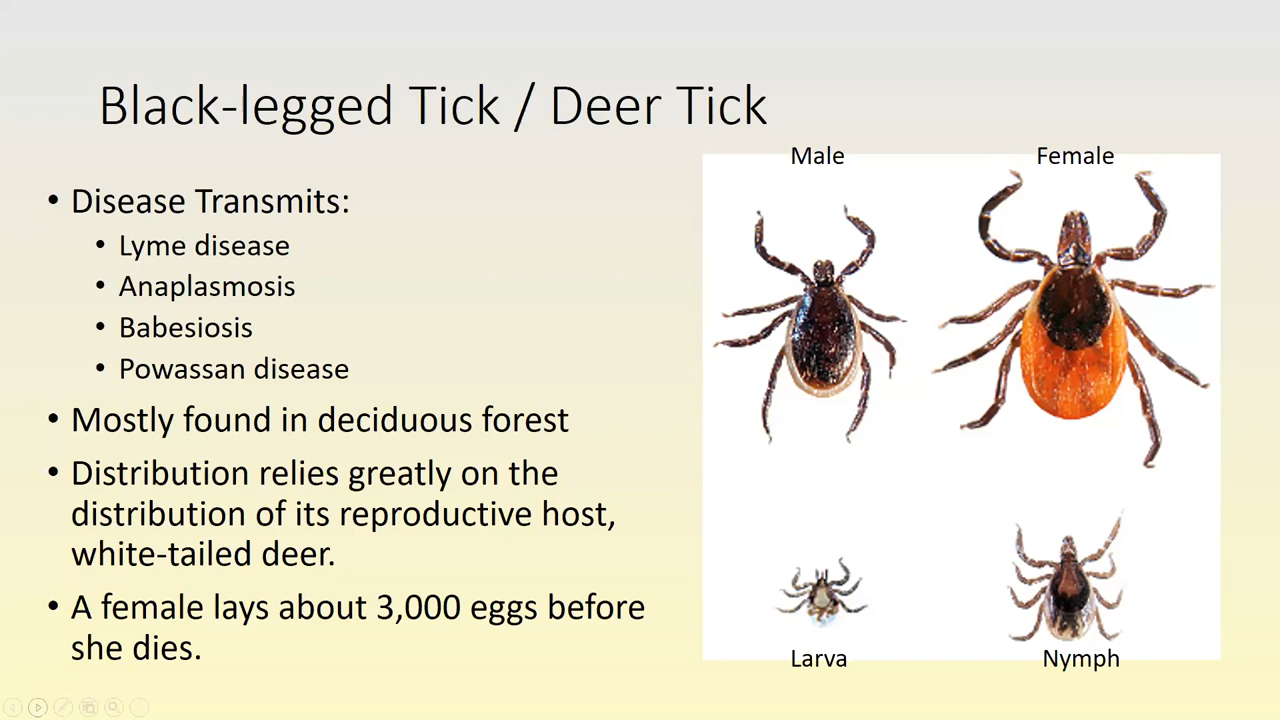 Black-legged Tick / Deer Tick
• Disease Transmits:
• Lyme disease
• Anaplasmosis
• Babesiosis
• Powassan disease
• Mostly found in deciduous forest
• Distribution relies greatly on the
distribution of its reproductive host,
white-tailed deer.
• A female lays about 3,000 eggs before
she dies.
Male
Female
Larva
Nymph